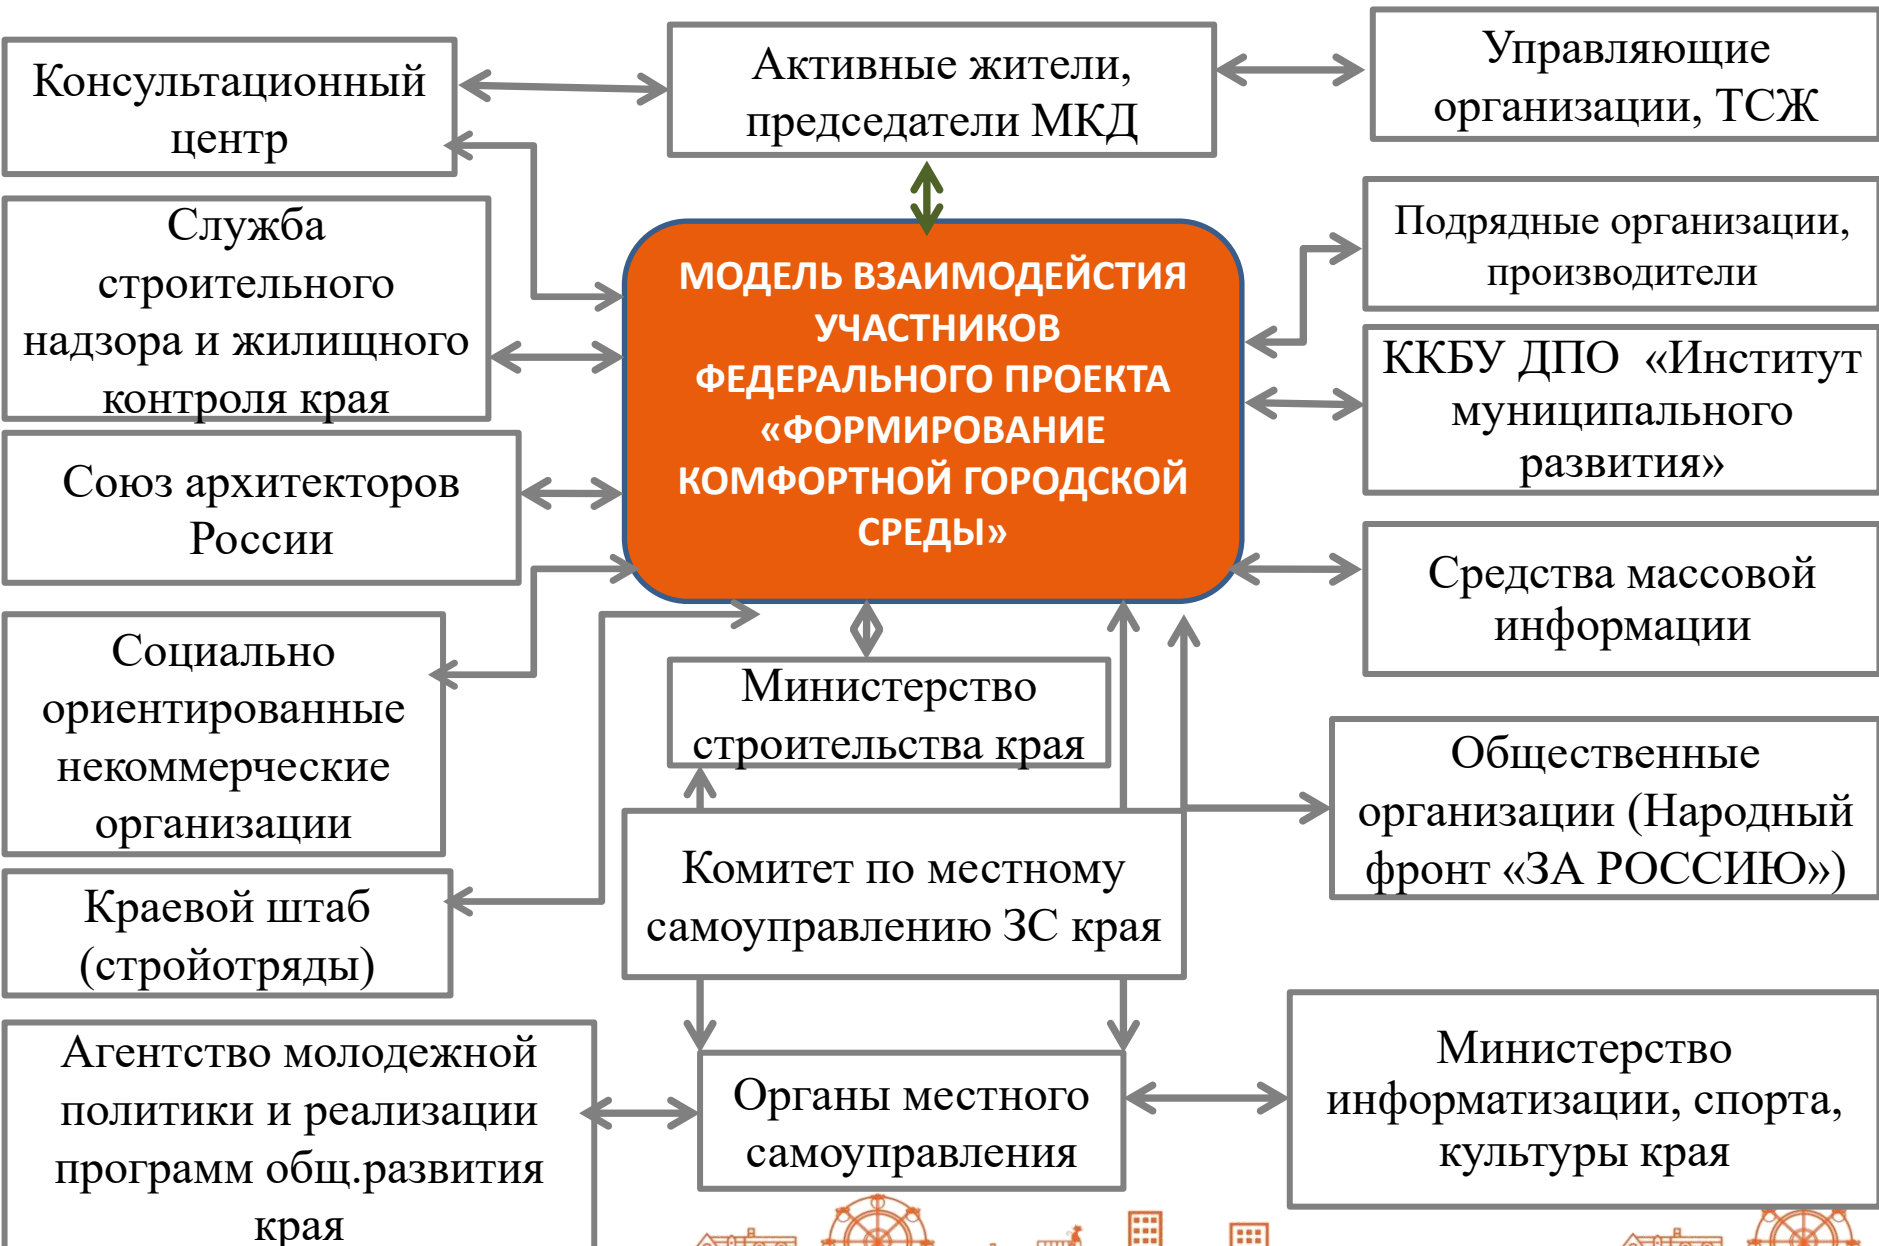 Консультационный
центр
Активные жители,
председатели МКД
Управляющие
организации, ТСЖ
Служба
строительного
надзора и жилищного
контроля края
МОДЕЛЬ ВЗАИМОДЕЙСТИЯ
УЧАСТНИКОВ
ФЕДЕРАЛЬНОГО ПРОЕКТА
«ФОРМИРОВАНИЕ
КОМФОРТНОЙ ГОРОДСКОЙ
СРЕДЫ»
Подрядные организации,
производители
ККБУ ДПО «Институт
муниципального
развития»
Союз архитекторов
России
Средства массовой
информации
Социально
ориентированные
некоммерческие
организации
Министерство
строительства края
Общественные
организации (Народный
фронт «ЗА РОССИЮ»)
Комитет по местному
самоуправлению ЗС края
Краевой штаб
(стройотряды)
Агентство молодежной
политики и реализации
программ общ.развития
края
Органы местного
самоуправления
Министерство
информатизации, спорта,
культуры края